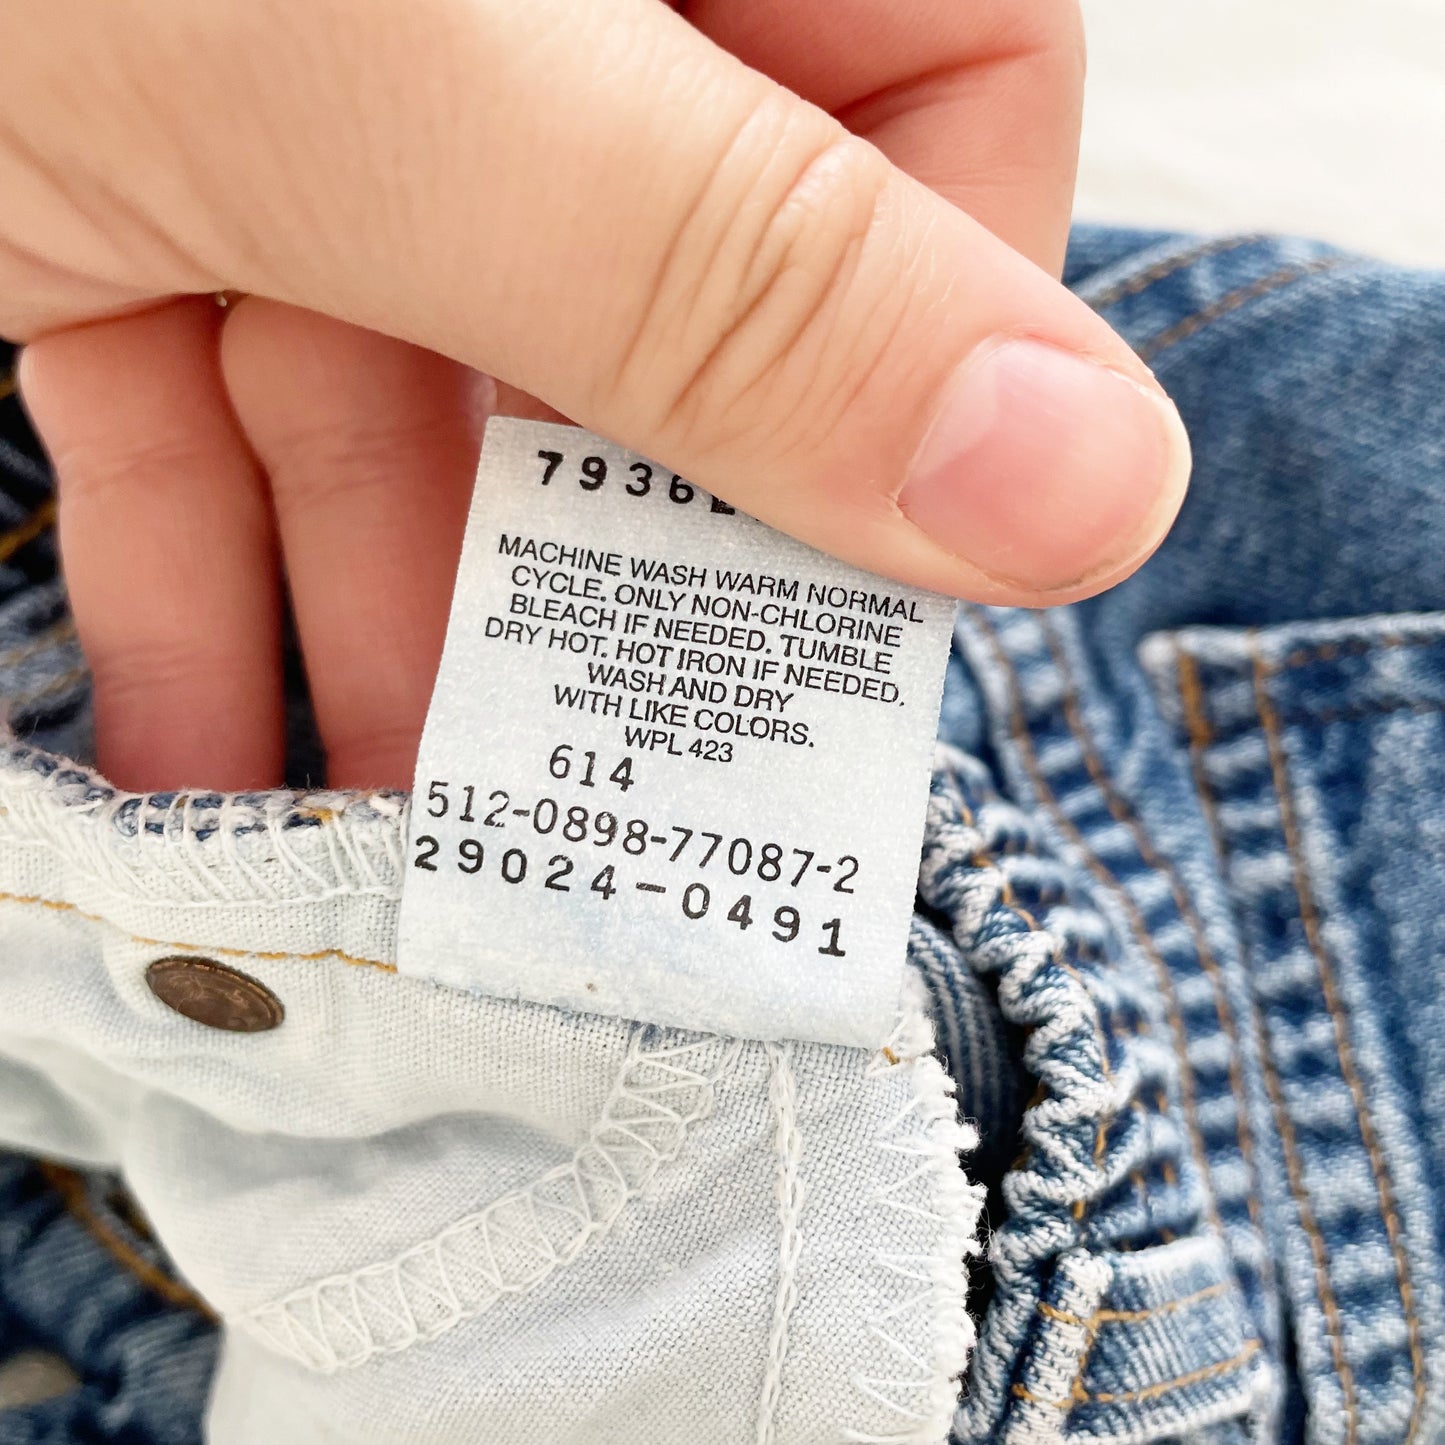 7936
MACHINE WASH WARM NORMAL
CYCLE. ONLY NON-CHLORINE
BLEACH IF NEEDED. TUMBLE
DRY HOT. HOT IRON IF NEEDED.
WASH AND DRY
WITH LIKE COLORS.
WPL 423
614
512-0898-77087-2
29024-0491